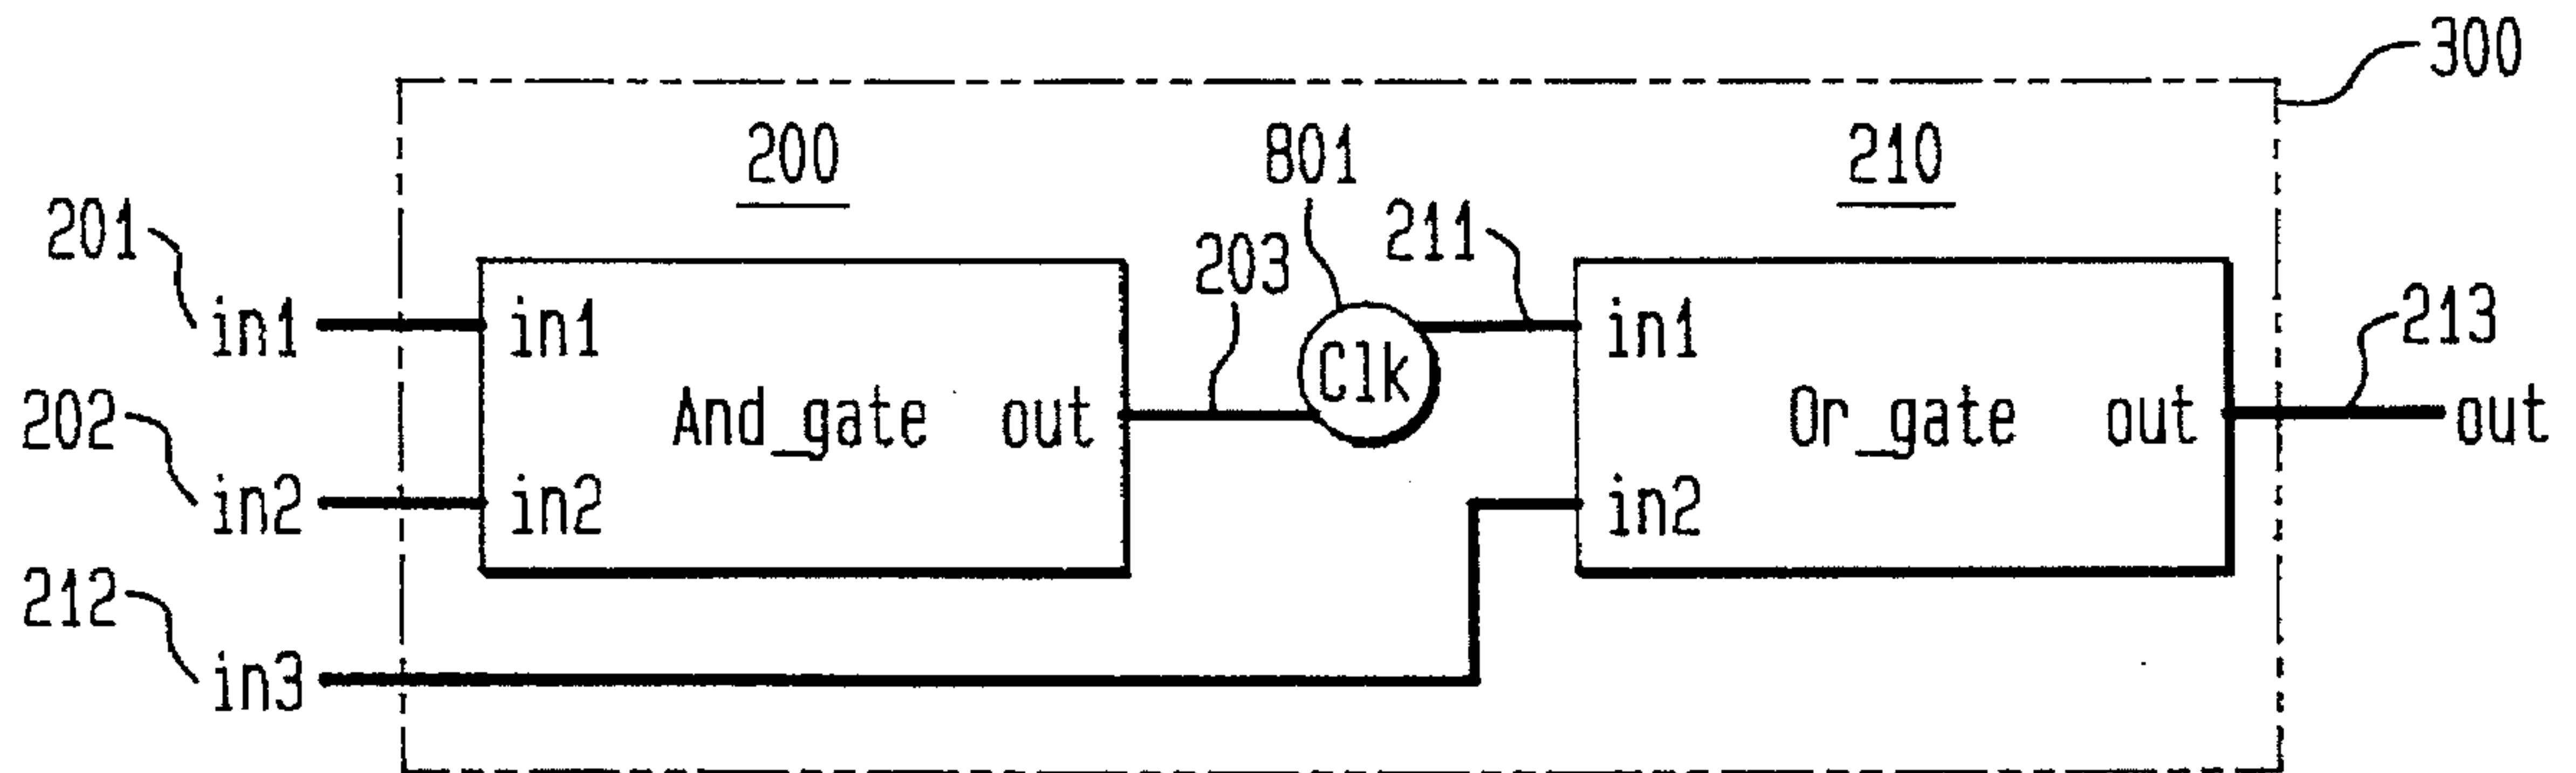 300
200
801
210
201
203
211
213
in1
in1
Clk
in1
202
And_gate
out
Or_gate
out
out
in2
in2
in2
212
in3